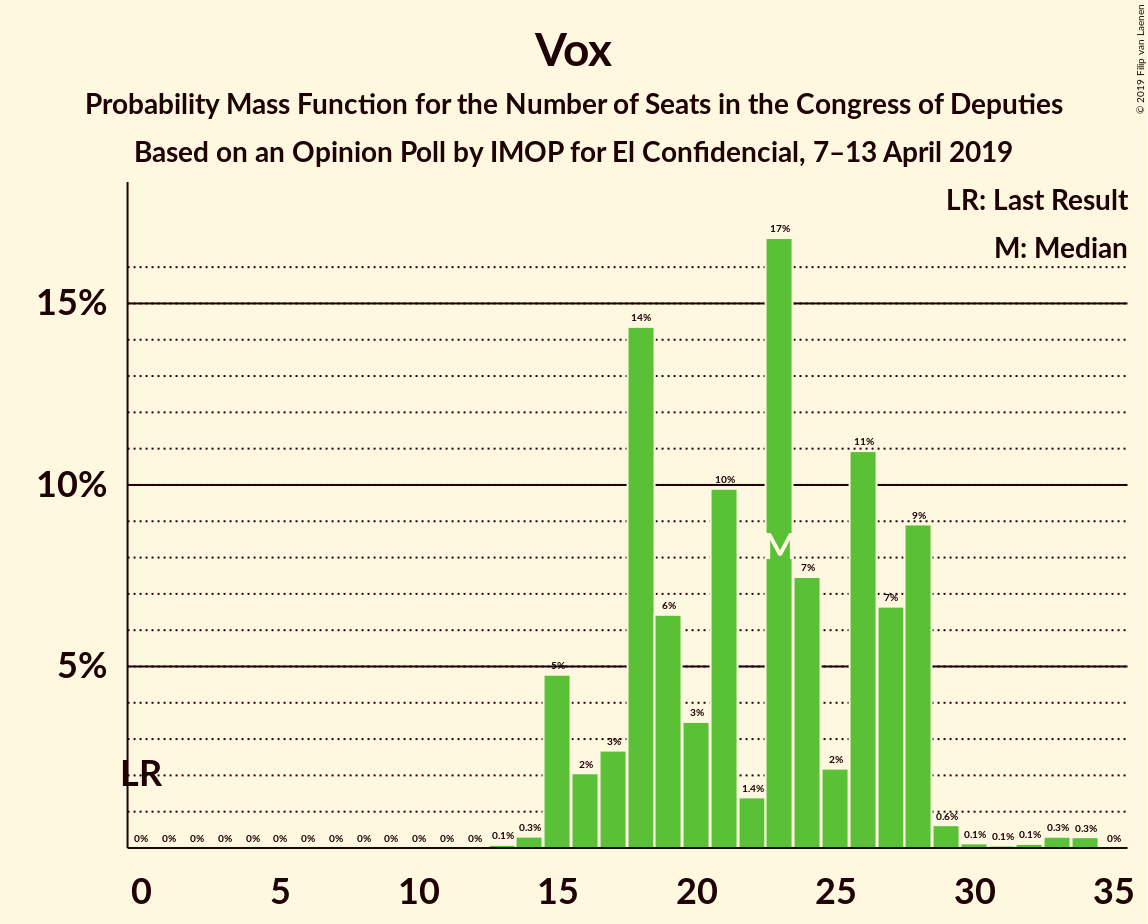 © 2019 Filip van Laenen
Vox
Probability Mass Function for the Number of Seats in the Congress of Deputies
Based on an Opinion Poll by IMOP for El Confidencial, 7–13 April 2019
LR: Last Result
M: Median
15%
10%
5%
LR
M
0% 0% 0% 0% 0% 0% 0% 0% 0% 0% 0% 0% 0% 0.1% 0.3% 5% 2% 3% 14% 6% 3% 10% 1.4% 17% 7% 2% 11% 7% 9% 0.6% 0.1% 0.1% 0.1% 0.3% 0.3% 0%
0 5 10 15 20 25 30 35